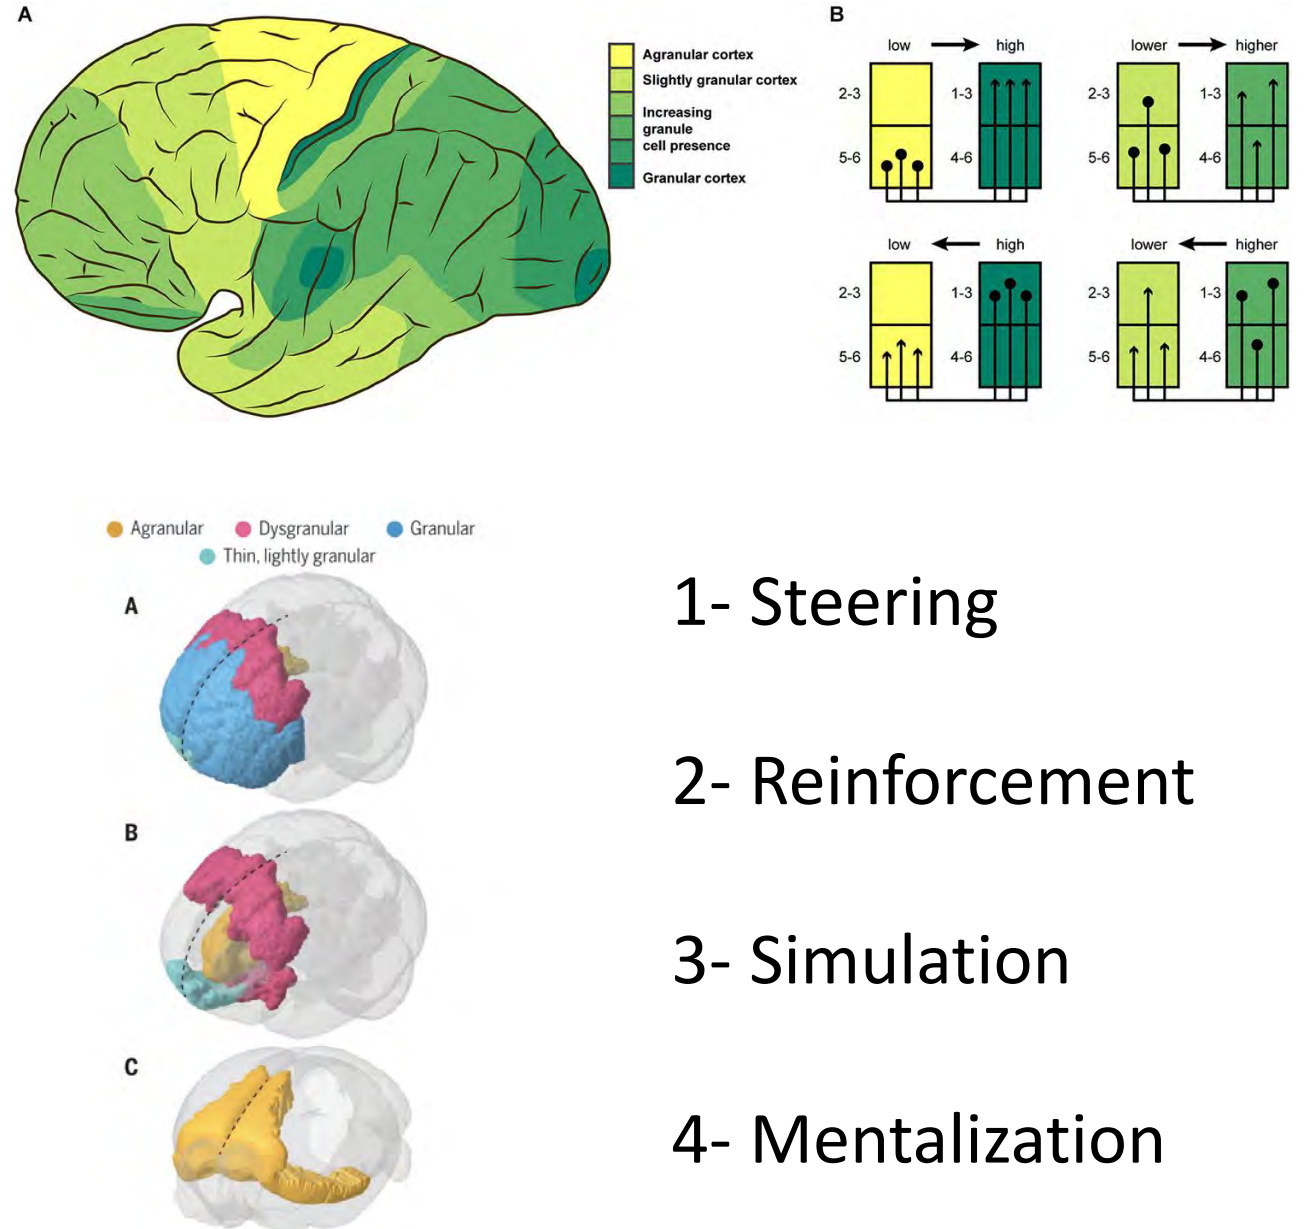 A
Agranular cortex
Slightly granular cortex
Increasing
granule
cell presence
Granular cortex
B
low high
2-3 1-3
5-6 4-6
lower higher
2-3 1-3
5-6 4-6
low high
2-3 1-3
5-6 4-6
lower higher
2-3 1-3
5-6 4-6
Agranular Dysgranular Granular
Thin, lightly granular
A
B
C
1- Steering
2- Reinforcement
3- Simulation
4- Mentalization